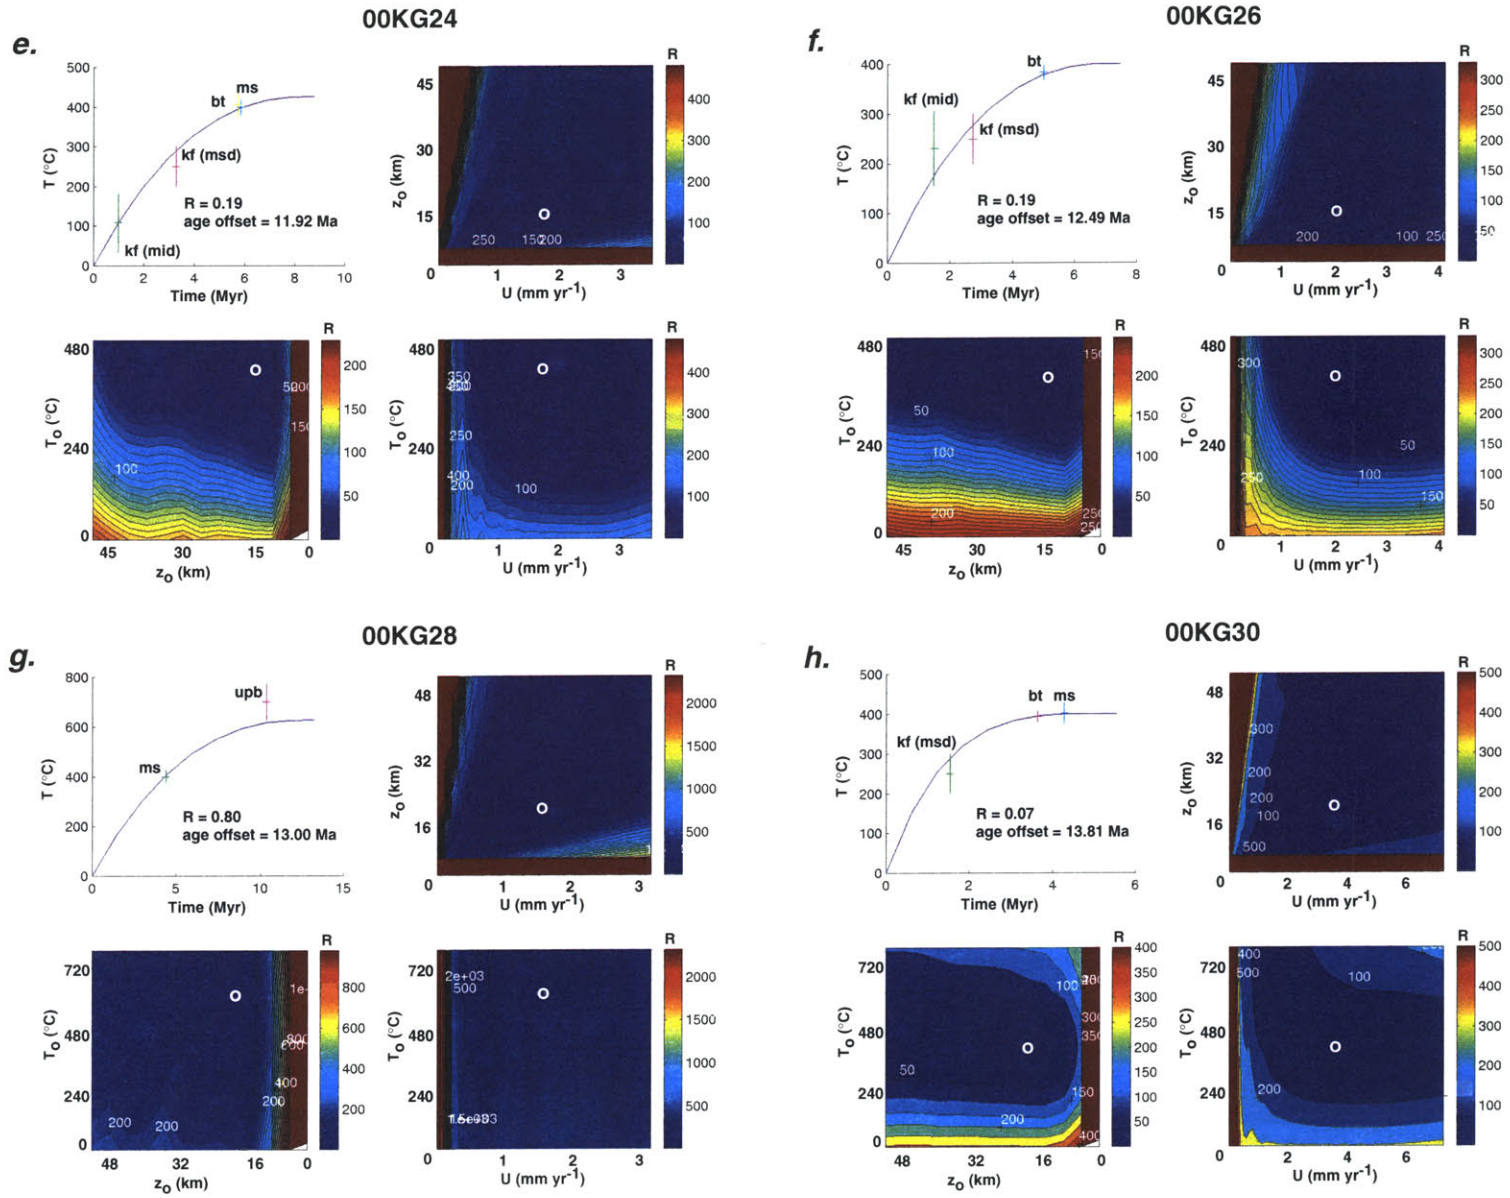 00KG24
e.
500
400
300
200
100
0
T (°C)
bt
ms
kf (msd)
R = 0.19
age offset = 11.92 Ma
kf (mid)
0 2 4 6 8 10
Time (Myr)
45
30
15
0
z₀ (km)
250 150 200
1 2 3
U (mm yr⁻¹)
R
400
300
200
100
480
240
0
T₀ (°C)
100
150
45 30 15 0
z₀ (km)
R
200
150
100
50
480
240
0
T₀ (°C)
350
250
400
200
100
1 2 3
U (mm yr⁻¹)
R
400
300
200
100
00KG26
f.
400
300
200
100
0
T (°C)
bt
kf (mid)
kf (msd)
R = 0.19
age offset = 12.49 Ma
0 2 4 6 8
Time (Myr)
45
30
15
0
z₀ (km)
200 100 250
1 2 3 4
U (mm yr⁻¹)
R
300
250
200
150
100
50
480
240
0
T₀ (°C)
50
100
200
150
250
45 30 15 0
z₀ (km)
R
200
150
100
50
480
240
0
T₀ (°C)
300
250
50
100
150
1 2 3 4
U (mm yr⁻¹)
R
300
250
200
150
100
50
00KG28
g.
800
600
400
200
0
T (°C)
upb
ms
R = 0.80
age offset = 13.00 Ma
0 5 10 15
Time (Myr)
48
32
16
0
z₀ (km)
1 2 3
U (mm yr⁻¹)
R
2000
1500
1000
500
720
480
240
0
T₀ (°C)
200 200
400
200
48 32 16 0
z₀ (km)
R
800
600
400
200
720
480
240
0
T₀ (°C)
2e+03
500
1 2 3
U (mm yr⁻¹)
R
2000
1500
1000
500
00KG30
h.
500
400
300
200
100
0
T (°C)
bt ms
kf (msd)
R = 0.07
age offset = 13.81 Ma
0 2 4 6
Time (Myr)
48
32
16
0
z₀ (km)
300
200
200
100
500
0 2 4 6
U (mm yr⁻¹)
R
500
400
300
200
100
720
480
240
0
T₀ (°C)
100
300
350
50
150
200
400
48 32 16 0
z₀ (km)
R
400
350
300
250
200
150
100
50
720
480
240
0
T₀ (°C)
400
500
100
200
2 4 6
U (mm yr⁻¹)
R
500
400
300
200
100